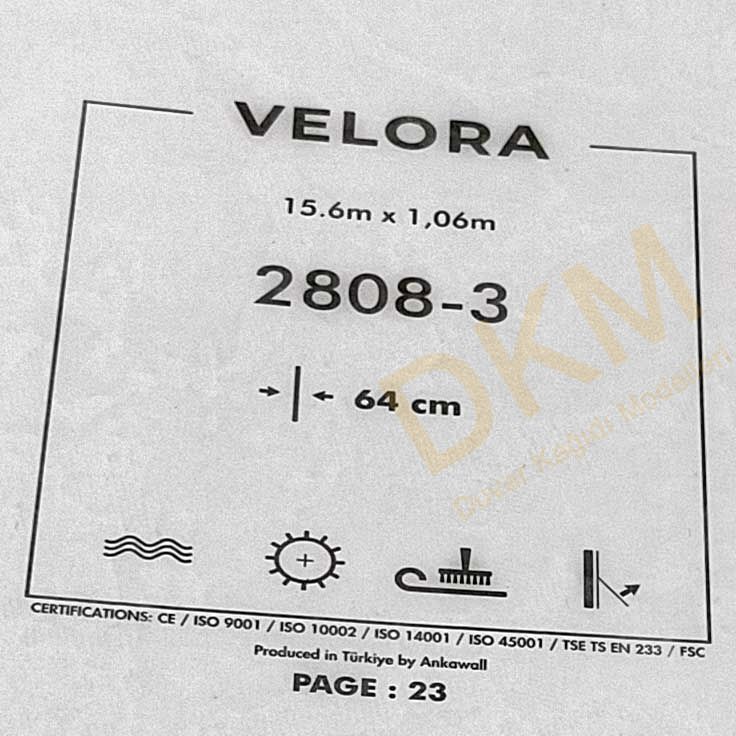 VELORA
15.6m x 1,06m
2808-3
64 cm
DKM
Duvar Kağıdı Modelleri
CERTIFICATIONS: CE / ISO 9001 / ISO 10002 / ISO 14001 / ISO 45001 / TSE TS EN 233 / FSC
Produced in Türkiye by Ankawall
PAGE : 23